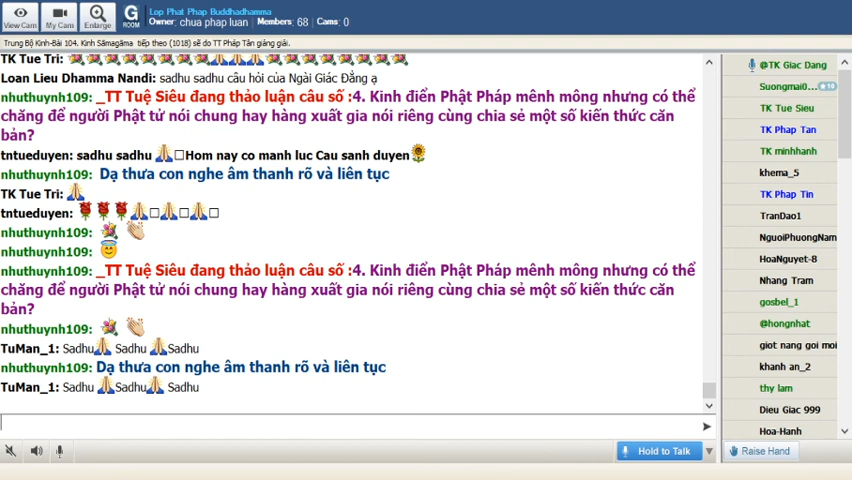 View Cam
My Cam
Enlarge
G
ROOM
Lop Phat Phap Buddhadhamma
Owner: chua phap luan Members: 68 Cams: 0
Trung Bộ Kinh-Bài 104. Kinh Sāmagāma tiếp theo (1018) sẽ do TT Pháp Tân giảng giải.
TK Tue Tri:
Loan Lieu Dhamma Nandi: sadhu sadhu câu hỏi của Ngài Giác Đẳng ạ
nhuthuynh109: _TT Tuệ Siêu đang thảo luận câu số :4. Kinh điển Phật Pháp mênh mông nhưng có thể
chăng để người Phật tử nói chung hay hàng xuất gia nói riêng cùng chia sẻ một số kiến thức căn
bản?
tntueduyen: sadhu sadhu Hom nay co manh luc Cau sanh duyen
nhuthuynh109: Dạ thưa con nghe âm thanh rõ và liên tục
TK Tue Tri:
tntueduyen:
nhuthuynh109:
nhuthuynh109:
nhuthuynh109: _TT Tuệ Siêu đang thảo luận câu số :4. Kinh điển Phật Pháp mênh mông nhưng có thể
chăng để người Phật tử nói chung hay hàng xuất gia nói riêng cùng chia sẻ một số kiến thức căn
bản?
nhuthuynh109:
TuMan_1: Sadhu Sadhu Sadhu
nhuthuynh109: Dạ thưa con nghe âm thanh rõ và liên tục
TuMan_1: Sadhu Sadhu Sadhu
Hold to Talk
@TK Giac Dang
Suongmai0... 10
TK Tue Sieu
TK Phap Tan
TK minhhanh
khema_5
TK Phap Tin
TranDao1
NguoiPhuongNam
HoaNguyet-8
Nhang Tram
gosbel_1
@hongnhat
giot nang goi moi
khanh an_2
thy lam
Dieu Giac 999
Hoa-Hanh
Raise Hand